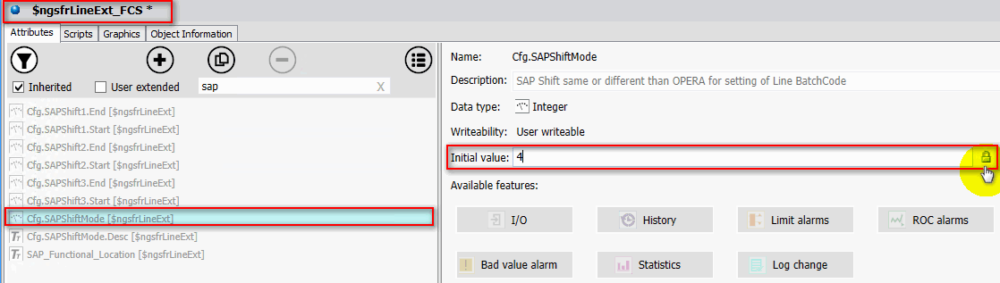 $ngsfrLineExt_FCS *
Attributes Scripts Graphics Object Information
Inherited User extended sap X
Cfg.SAPShift1.End [$ngsfrLineExt]
Cfg.SAPShift1.Start [$ngsfrLineExt]
Cfg.SAPShift2.End [$ngsfrLineExt]
Cfg.SAPShift2.Start [$ngsfrLineExt]
Cfg.SAPShift3.End [$ngsfrLineExt]
Cfg.SAPShift3.Start [$ngsfrLineExt]
Cfg.SAPShiftMode [$ngsfrLineExt]
Cfg.SAPShiftMode.Desc [$ngsfrLineExt]
SAP_Functional_Location [$ngsfrLineExt]
Name: Cfg.SAPShiftMode
Description: SAP Shift same or different than OPERA for setting of Line BatchCode
Data type: Integer
Writeability: User writeable
Initial value: 4
Available features:
I/O History Limit alarms ROC alarms
Bad value alarm Statistics Log change